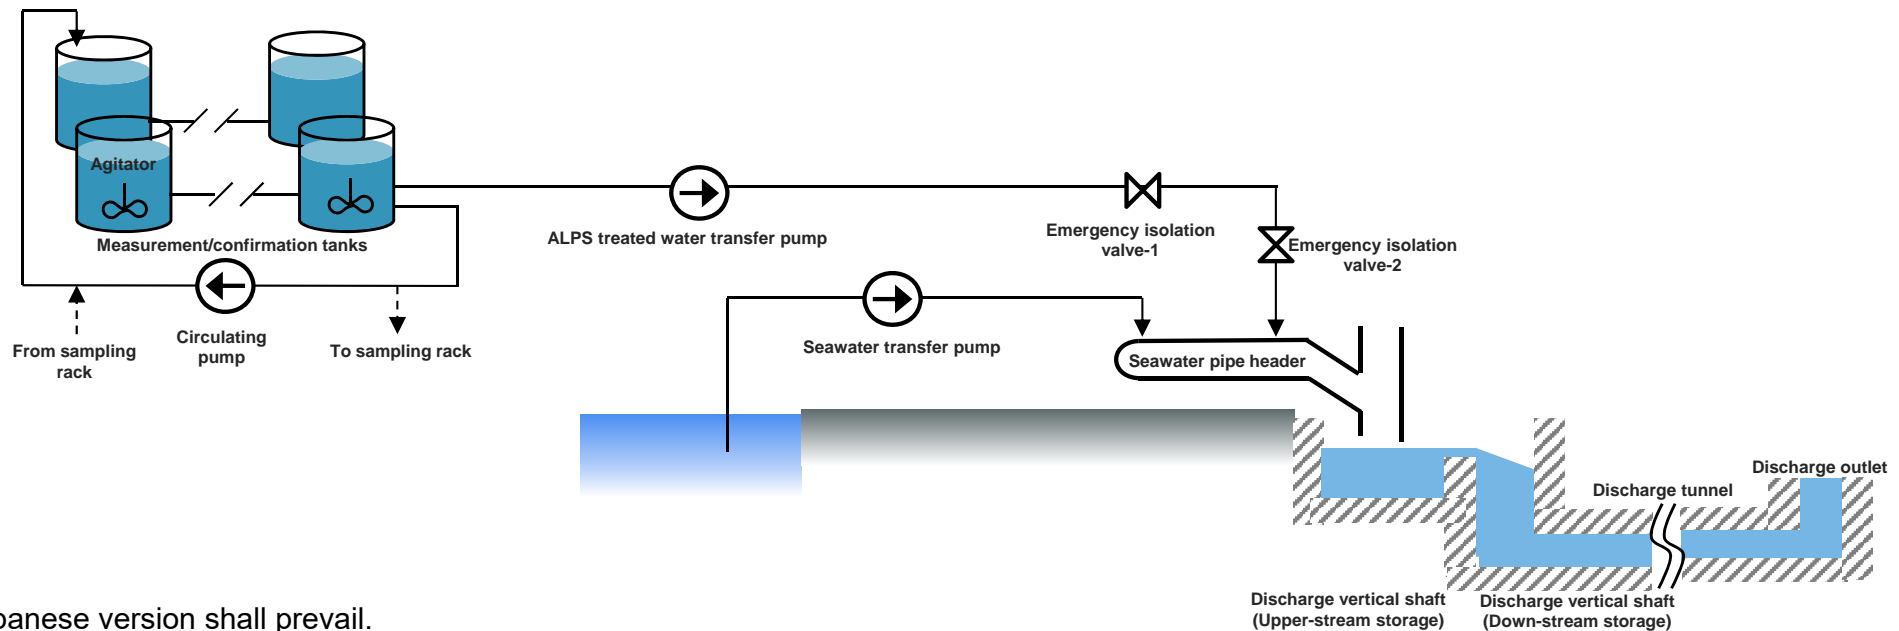 Agitator
Measurement/confirmation tanks
ALPS treated water transfer pump
Emergency isolation
valve-1
Emergency isolation
valve-2
Circulating
pump
From sampling
rack
To sampling rack
Seawater transfer pump
Seawater pipe header
Discharge outlet
Discharge tunnel
Discharge vertical shaft
(Upper-stream storage)
Discharge vertical shaft
(Down-stream storage)
panese version shall prevail.